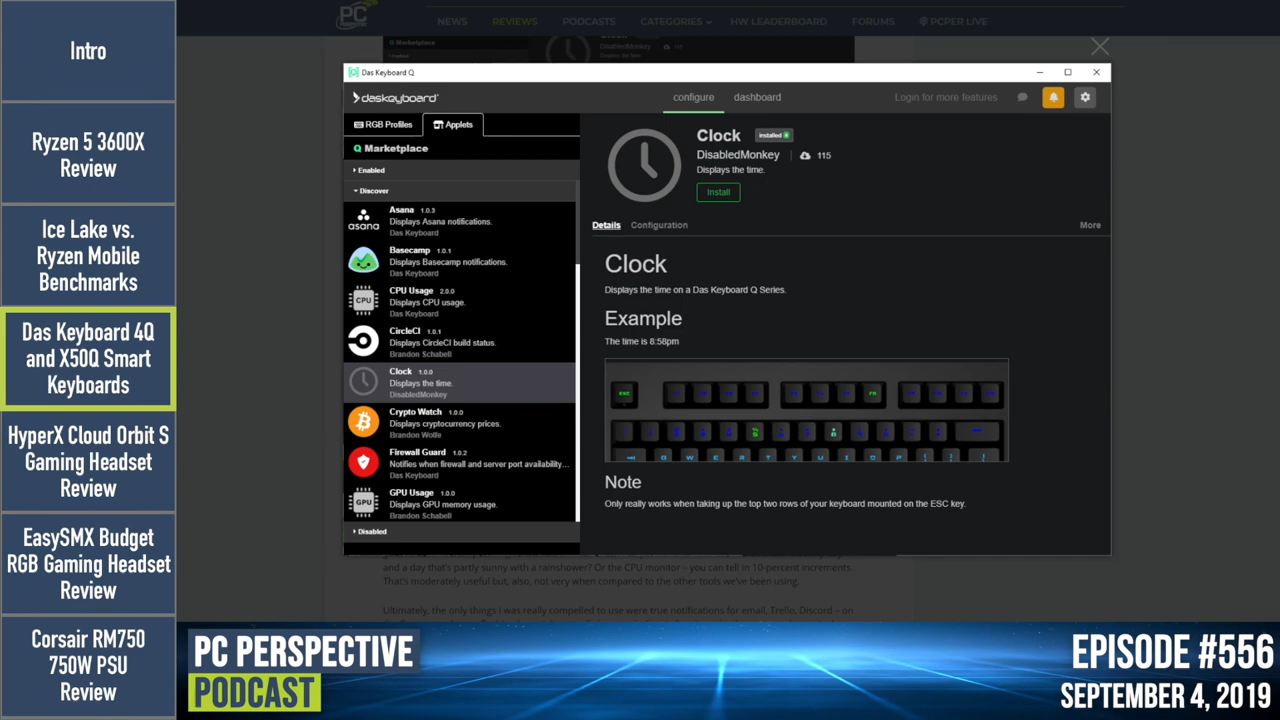 Intro
Ryzen 5 3600X
Review
Ice Lake vs.
Ryzen Mobile
Benchmarks
Das Keyboard 4Q
and X50Q Smart
Keyboards
HyperX Cloud Orbit S
Gaming Headset
Review
EasySMX Budget
RGB Gaming Headset
Review
Corsair RM750
750W PSU
Review
PC
NEWS REVIEWS PODCASTS CATEGORIES HW LEADERBOARD FORUMS PCPER LIVE
Marketplace
DisabledMonkey 115
Das Keyboard Q
daskeyboard
configure dashboard Login for more features
RGB Profiles Applets
Marketplace
Enabled
Discover
Asana 1.0.3
Displays Asana notifications.
Das Keyboard
Basecamp 1.0.1
Displays Basecamp notifications.
Das Keyboard
CPU Usage 2.0.0
Displays CPU usage.
Das Keyboard
CircleCI 1.0.1
Displays CircleCI build status.
Brandon Schabell
Clock 1.0.0
Displays the time.
DisabledMonkey
Crypto Watch 1.0.0
Displays cryptocurrency prices.
Brandon Wolfe
Firewall Guard 1.0.2
Notifies when firewall and server port availability...
Das Keyboard
GPU Usage 1.0.0
Displays GPU memory usage.
Brandon Schabell
Disabled
Clock installed
DisabledMonkey | 115
Displays the time.
Install
Details Configuration More
Clock
Displays the time on a Das Keyboard Q Series.
Example
The time is 8:58pm
ESC
Note
Only really works when taking up the top two rows of your keyboard mounted on the ESC key.
and a day that's partly sunny with a rainshower? Or the CPU monitor – you can tell in 10-percent increments.
That's moderately useful but, also, not very when compared to the other tools we've been using.
Ultimately, the only things I was really compelled to use were true notifications for email, Trello, Discord – on
PC PERSPECTIVE
PODCAST
EPISODE #556
SEPTEMBER 4, 2019